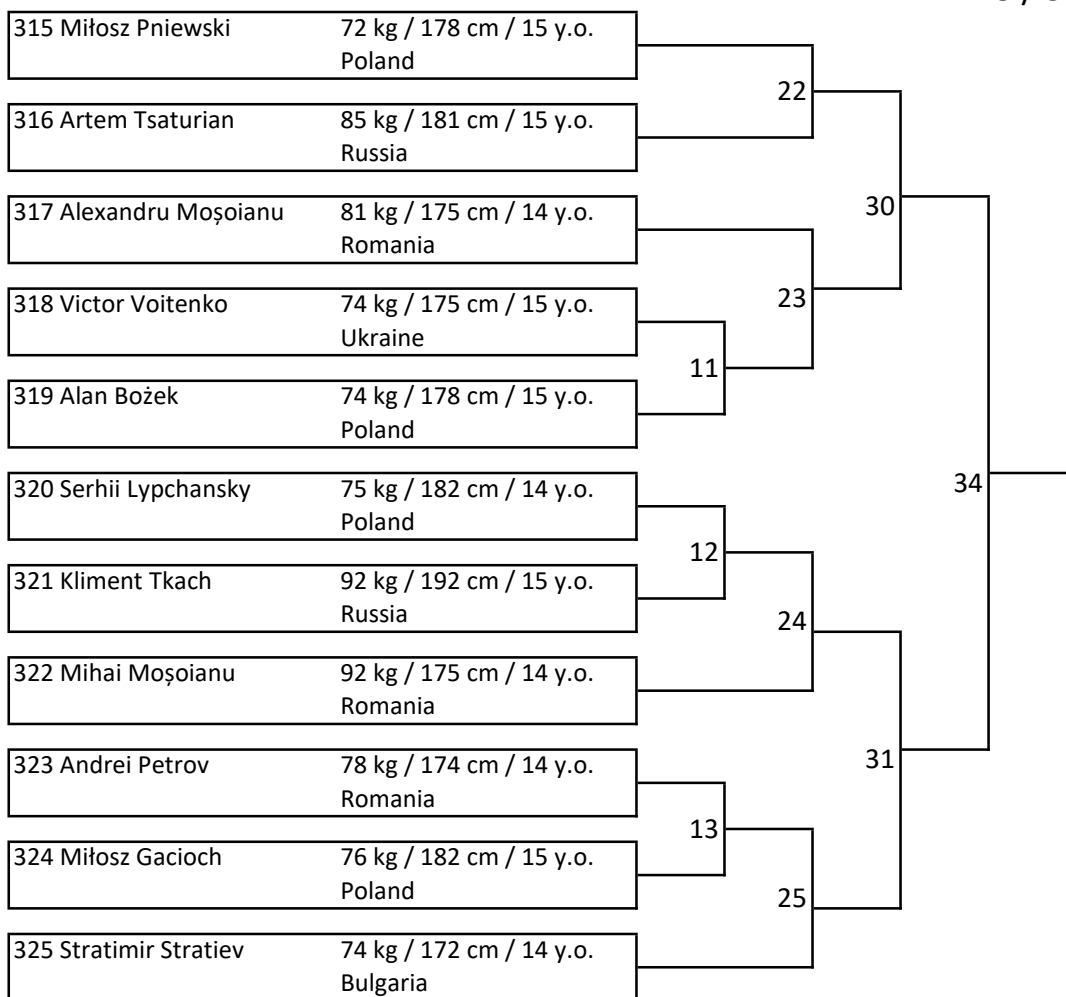 315 Miłosz Pniewski 72 kg / 178 cm / 15 y.o.
Poland
22
316 Artem Tsaturian 85 kg / 181 cm / 15 y.o.
Russia
317 Alexandru Moșoianu 81 kg / 175 cm / 14 y.o.
30
Romania
318 Victor Voitenko 74 kg / 175 cm / 15 y.o.
23
Ukraine
11
319 Alan Bożek 74 kg / 178 cm / 15 y.o.
Poland
320 Serhii Lypchansky 75 kg / 182 cm / 14 y.o.
34
Poland
12
321 Kliment Tkach 92 kg / 192 cm / 15 y.o.
Russia
24
322 Mihai Moșoianu 92 kg / 175 cm / 14 y.o.
Romania
323 Andrei Petrov 78 kg / 174 cm / 14 y.o.
31
Romania
13
324 Miłosz Gacioch 76 kg / 182 cm / 15 y.o.
Poland
25
325 Stratimir Stratiev 74 kg / 172 cm / 14 y.o.
Bulgaria